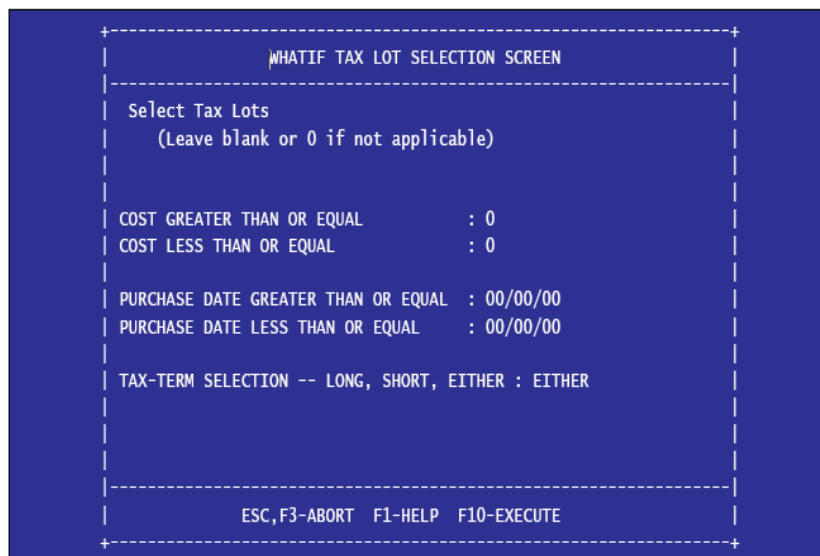 WHATIF TAX LOT SELECTION SCREEN
Select Tax Lots
(Leave blank or 0 if not applicable)
COST GREATER THAN OR EQUAL : 0
COST LESS THAN OR EQUAL : 0
PURCHASE DATE GREATER THAN OR EQUAL : 00/00/00
PURCHASE DATE LESS THAN OR EQUAL : 00/00/00
TAX-TERM SELECTION -- LONG, SHORT, EITHER : EITHER
ESC,F3-ABORT F1-HELP F10-EXECUTE